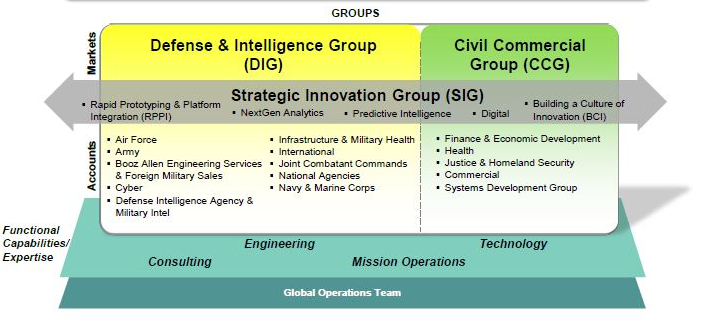 GROUPS
Markets
Defense & Intelligence Group
(DIG)
Civil Commercial
Group (CCG)
Strategic Innovation Group (SIG)
▪ Rapid Prototyping & Platform
Integration (RPPI)
▪ NextGen Analytics
▪ Predictive Intelligence
▪ Digital
▪ Building a Culture of
Innovation (BCI)
Accounts
▪ Air Force
▪ Army
▪ Booz Allen Engineering Services
& Foreign Military Sales
▪ Cyber
▪ Defense Intelligence Agency &
Military Intel
▪ Infrastructure & Military Health
▪ International
▪ Joint Combatant Commands
▪ National Agencies
▪ Navy & Marine Corps
▪ Finance & Economic Development
▪ Health
▪ Justice & Homeland Security
▪ Commercial
▪ Systems Development Group
Functional
Capabilities/
Expertise
Engineering
Technology
Consulting
Mission Operations
Global Operations Team